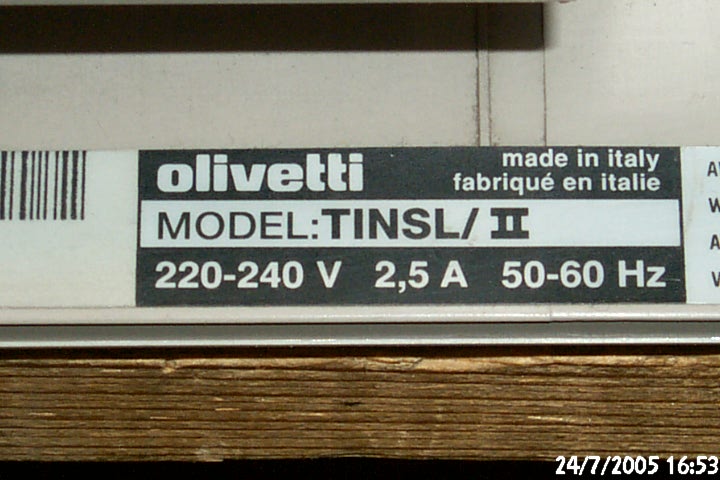 olivetti
made in italy
fabriqué en italie
MODEL:TINSL/ II
220-240 V 2,5 A 50-60 Hz
24/7/2005 16:53